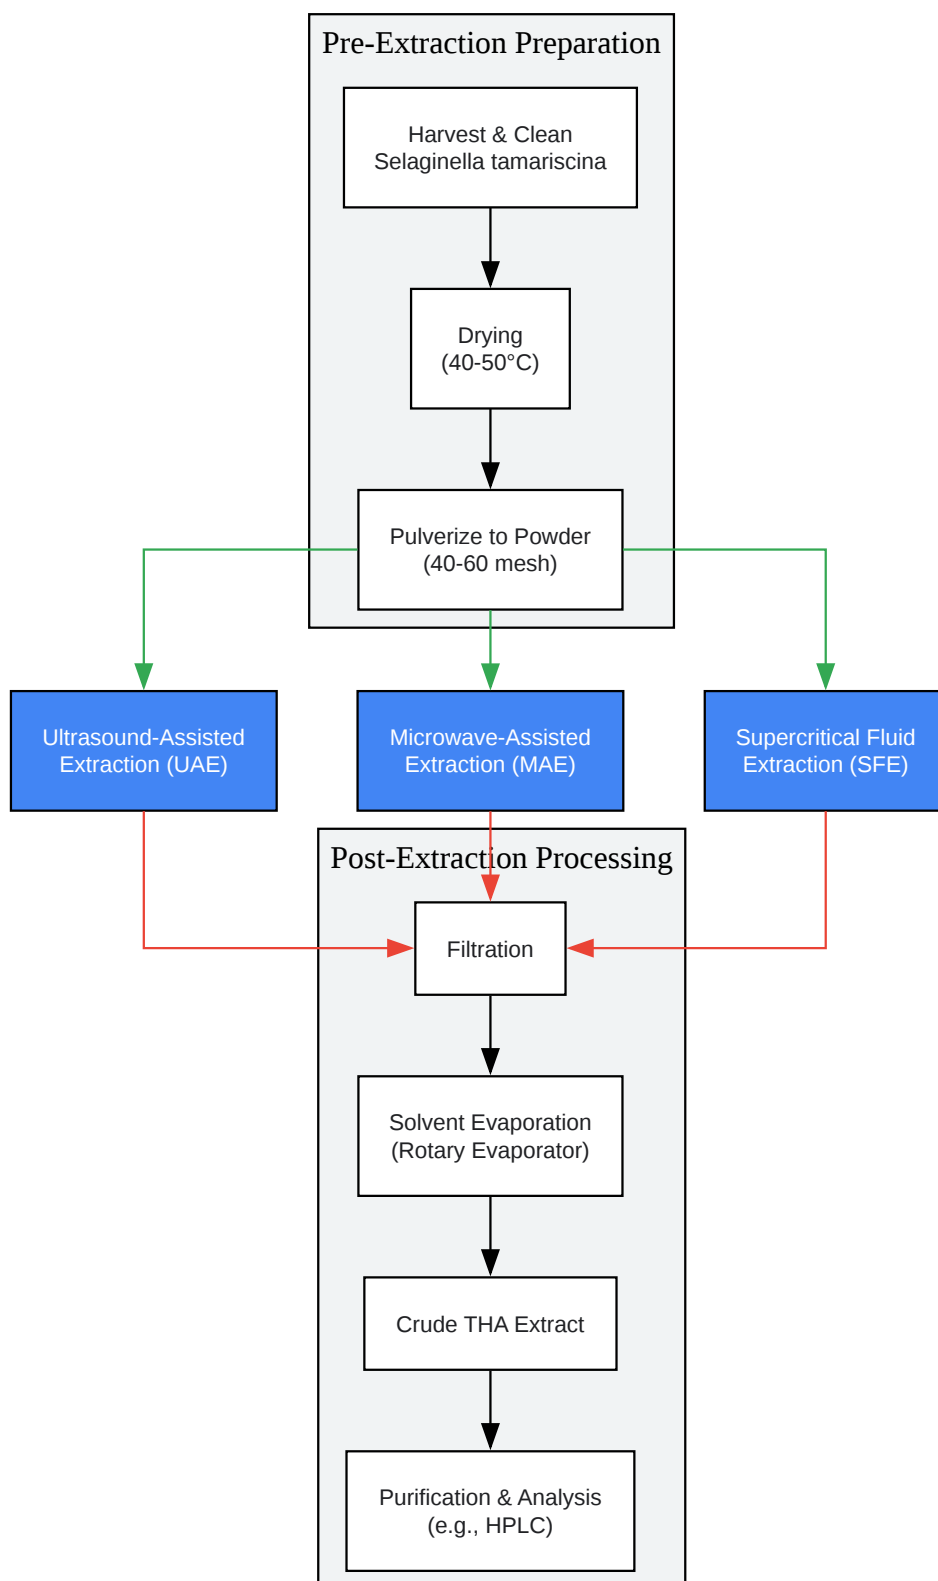 Pre-Extraction Preparation
Harvest & Clean
Selaginella tamariscina
Drying
(40-50°C)
Pulverize to Powder
(40-60 mesh)
Ultrasound-Assisted
Extraction (UAE)
Microwave-Assisted
Extraction (MAE)
Supercritical Fluid
Extraction (SFE)
Post-Extraction Processing
Filtration
Solvent Evaporation
(Rotary Evaporator)
Crude THA Extract
Purification & Analysis
(e.g., HPLC)